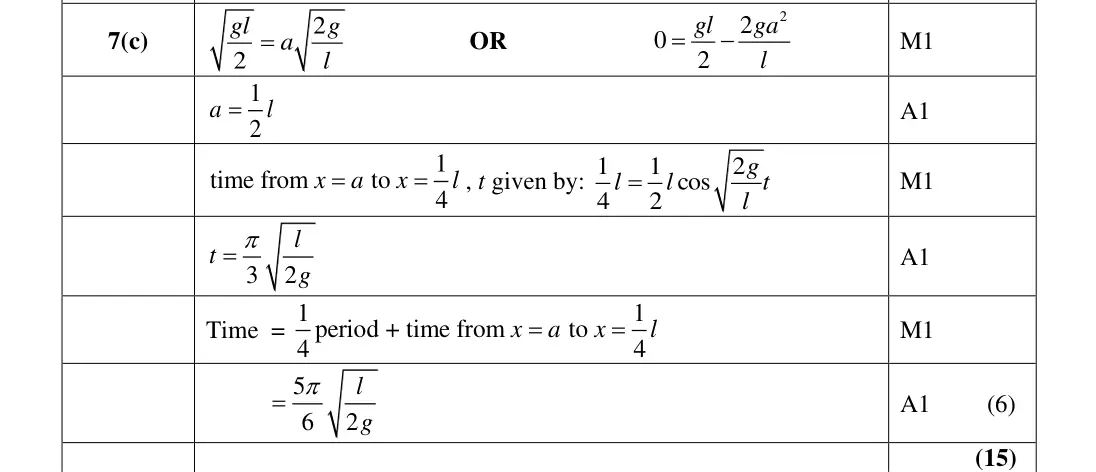 7(c) √(gl/2) = a√(2g/l) OR 0 = gl/2 − 2ga²/l M1
a = 1/2 l A1
time from x = a to x = 1/4 l , t given by: 1/4 l = 1/2 l cos √(2g/l) t M1
t = π/3 √(l/2g) A1
Time = 1/4 period + time from x = a to x = 1/4 l M1
= 5π/6 √(l/2g) A1 (6)
(15)